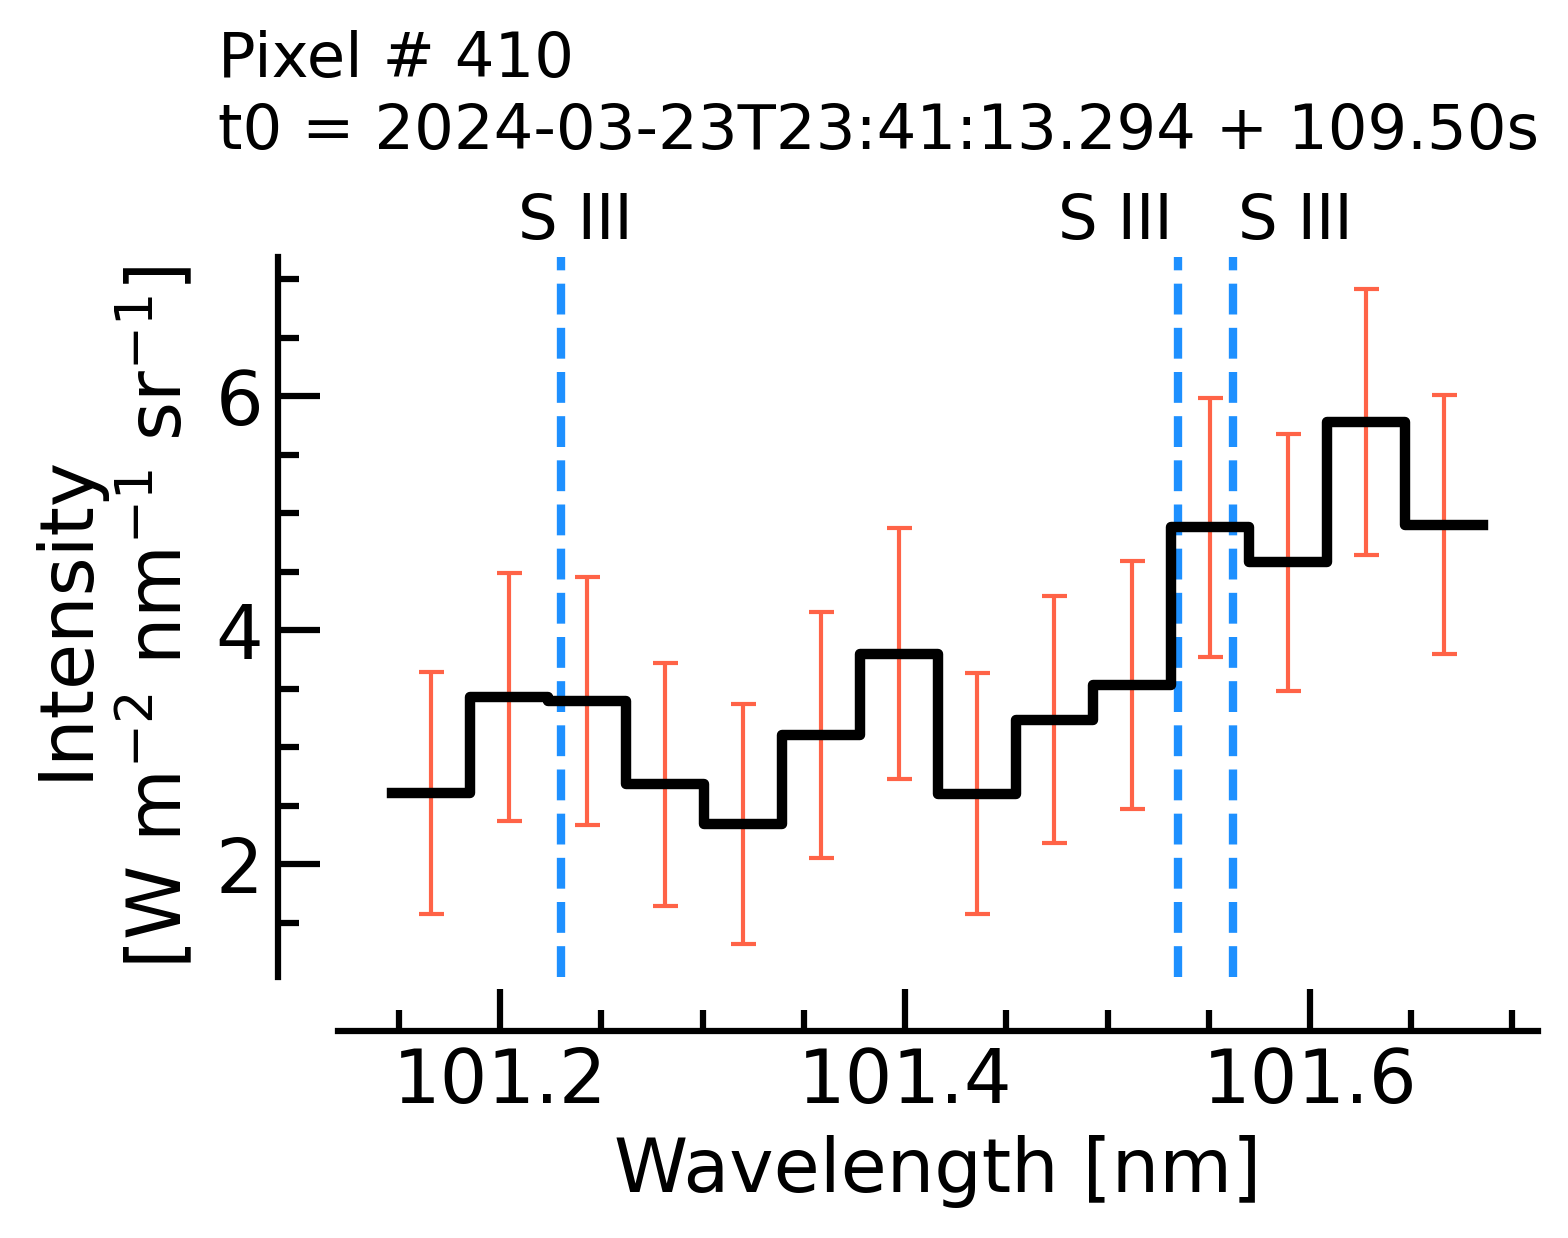 Pixel # 410
t0 = 2024-03-23T23:41:13.294 + 109.50s
S III S III S III
Intensity
[W m⁻² nm⁻¹ sr⁻¹]
6
4
2
101.2 101.4 101.6
Wavelength [nm]